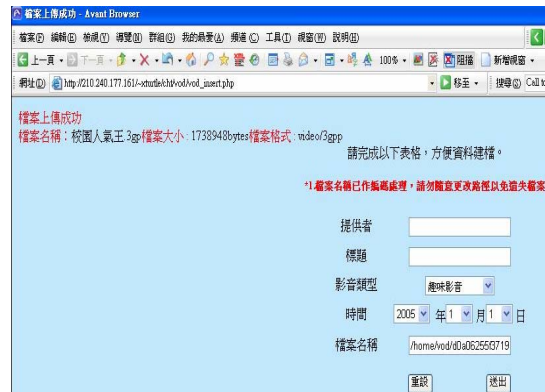 檔案上傳成功 - Avant Browser
檔案(F) 編輯(E) 檢視(V) 導覽(N) 群組(G) 我的最愛(A) 頻道(C) 工具(T) 視窗(W) 說明(H)
上一頁 下一頁 100% 阻擋 新增視窗
網址(D) http://210.240.177.161/~xturtle/cht/vod/vod_insert.php 移至 搜尋(S) Call to
檔案上傳成功
檔案名稱：校園人氣王.3gp檔案大小：1738948bytes檔案格式：video/3gpp
請完成以下表格，方便資料建檔。
*1.檔案名稱已作編碼處理，請勿隨意更改路徑以免遺失檔案
提供者
標題
影音類型 趣味影音
時間 2005 年 1 月 1 日
檔案名稱 /home/vod/d0a06255f3719
重設 送出